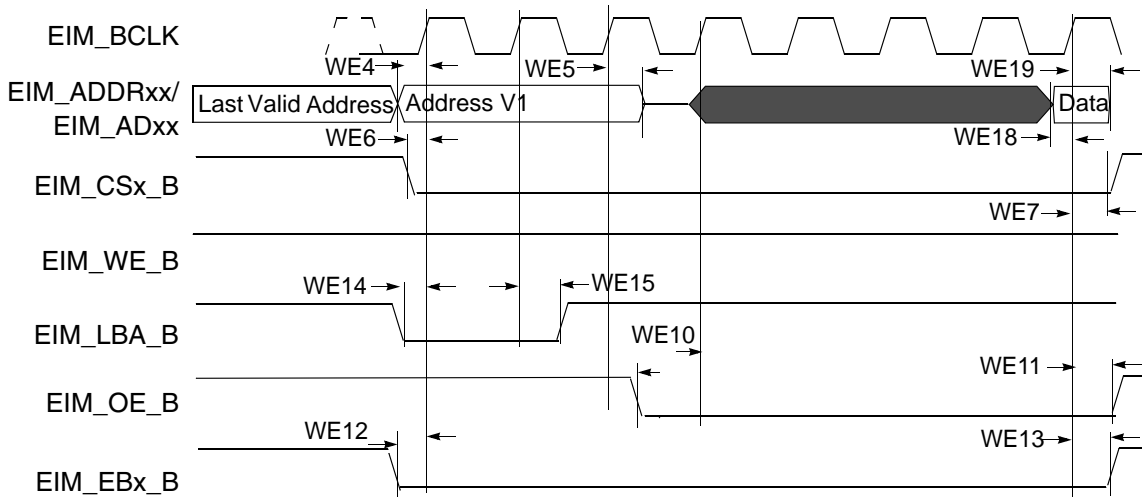 EIM_BCLK
WE4
WE5
WE19
EIM_ADDRxx/
EIM_ADxx
Last Valid Address
Address V1
Data
WE6
WE18
EIM_CSx_B
WE7
EIM_WE_B
WE14
WE15
EIM_LBA_B
WE10
WE11
EIM_OE_B
WE12
WE13
EIM_EBx_B